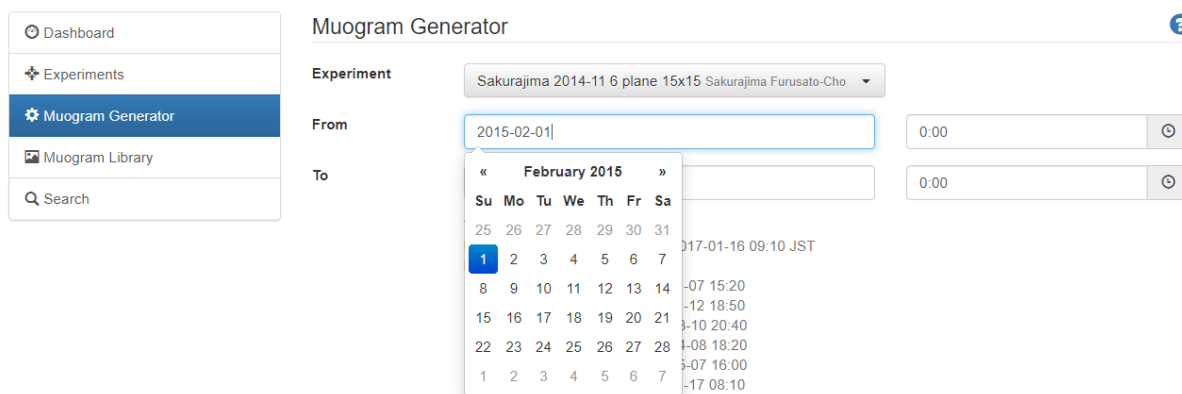 Dashboard
Experiments
Muogram Generator
Muogram Library
Search
Muogram Generator
Experiment
Sakurajima 2014-11 6 plane 15x15 Sakurajima Furusato-Cho
From
2015-02-01
0:00
To
0:00
« February 2015 »
Su Mo Tu We Th Fr Sa
25 26 27 28 29 30 31
1 2 3 4 5 6 7
8 9 10 11 12 13 14
15 16 17 18 19 20 21
22 23 24 25 26 27 28
1 2 3 4 5 6 7
017-01-16 09:10 JST
-07 15:20
-12 18:50
-10 20:40
-08 18:20
-07 16:00
-17 08:10